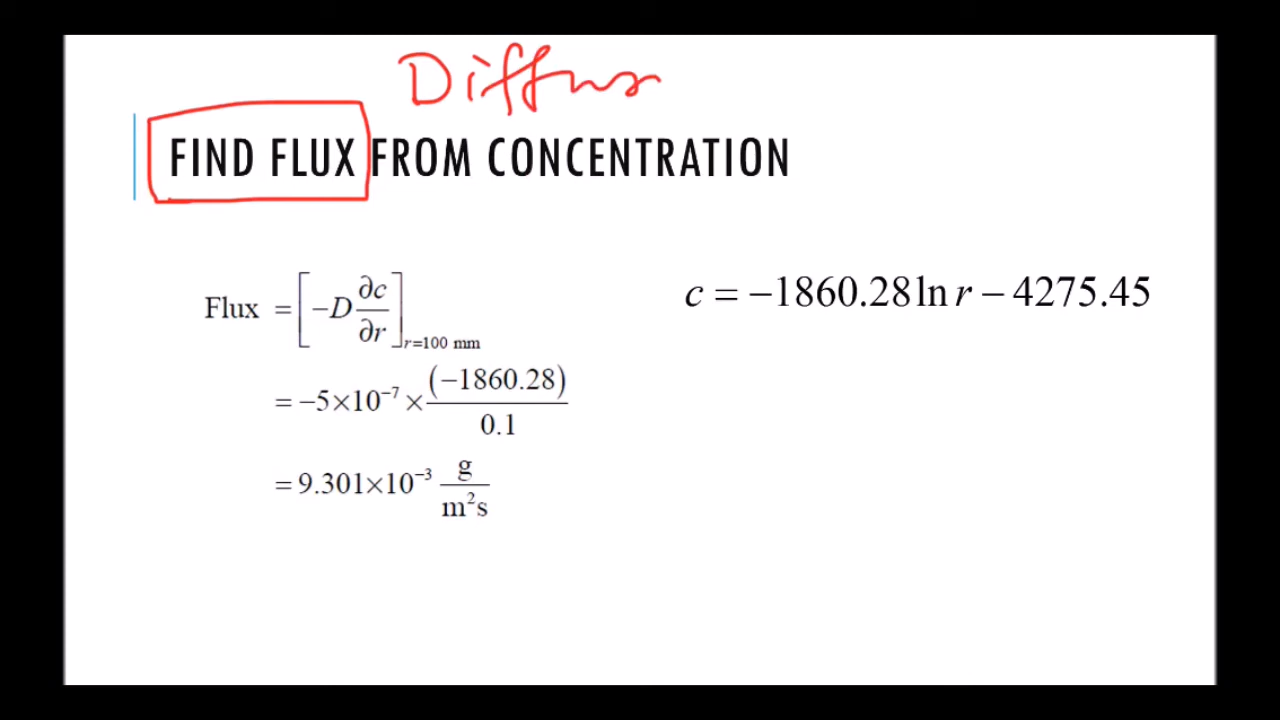 Diffus
FIND FLUX FROM CONCENTRATION
Flux = [−D ∂c/∂r]_{r=100 mm}
c = −1860.28 ln r − 4275.45
= −5×10⁻⁷ × (−1860.28)/0.1
= 9.301×10⁻³ g/m²s